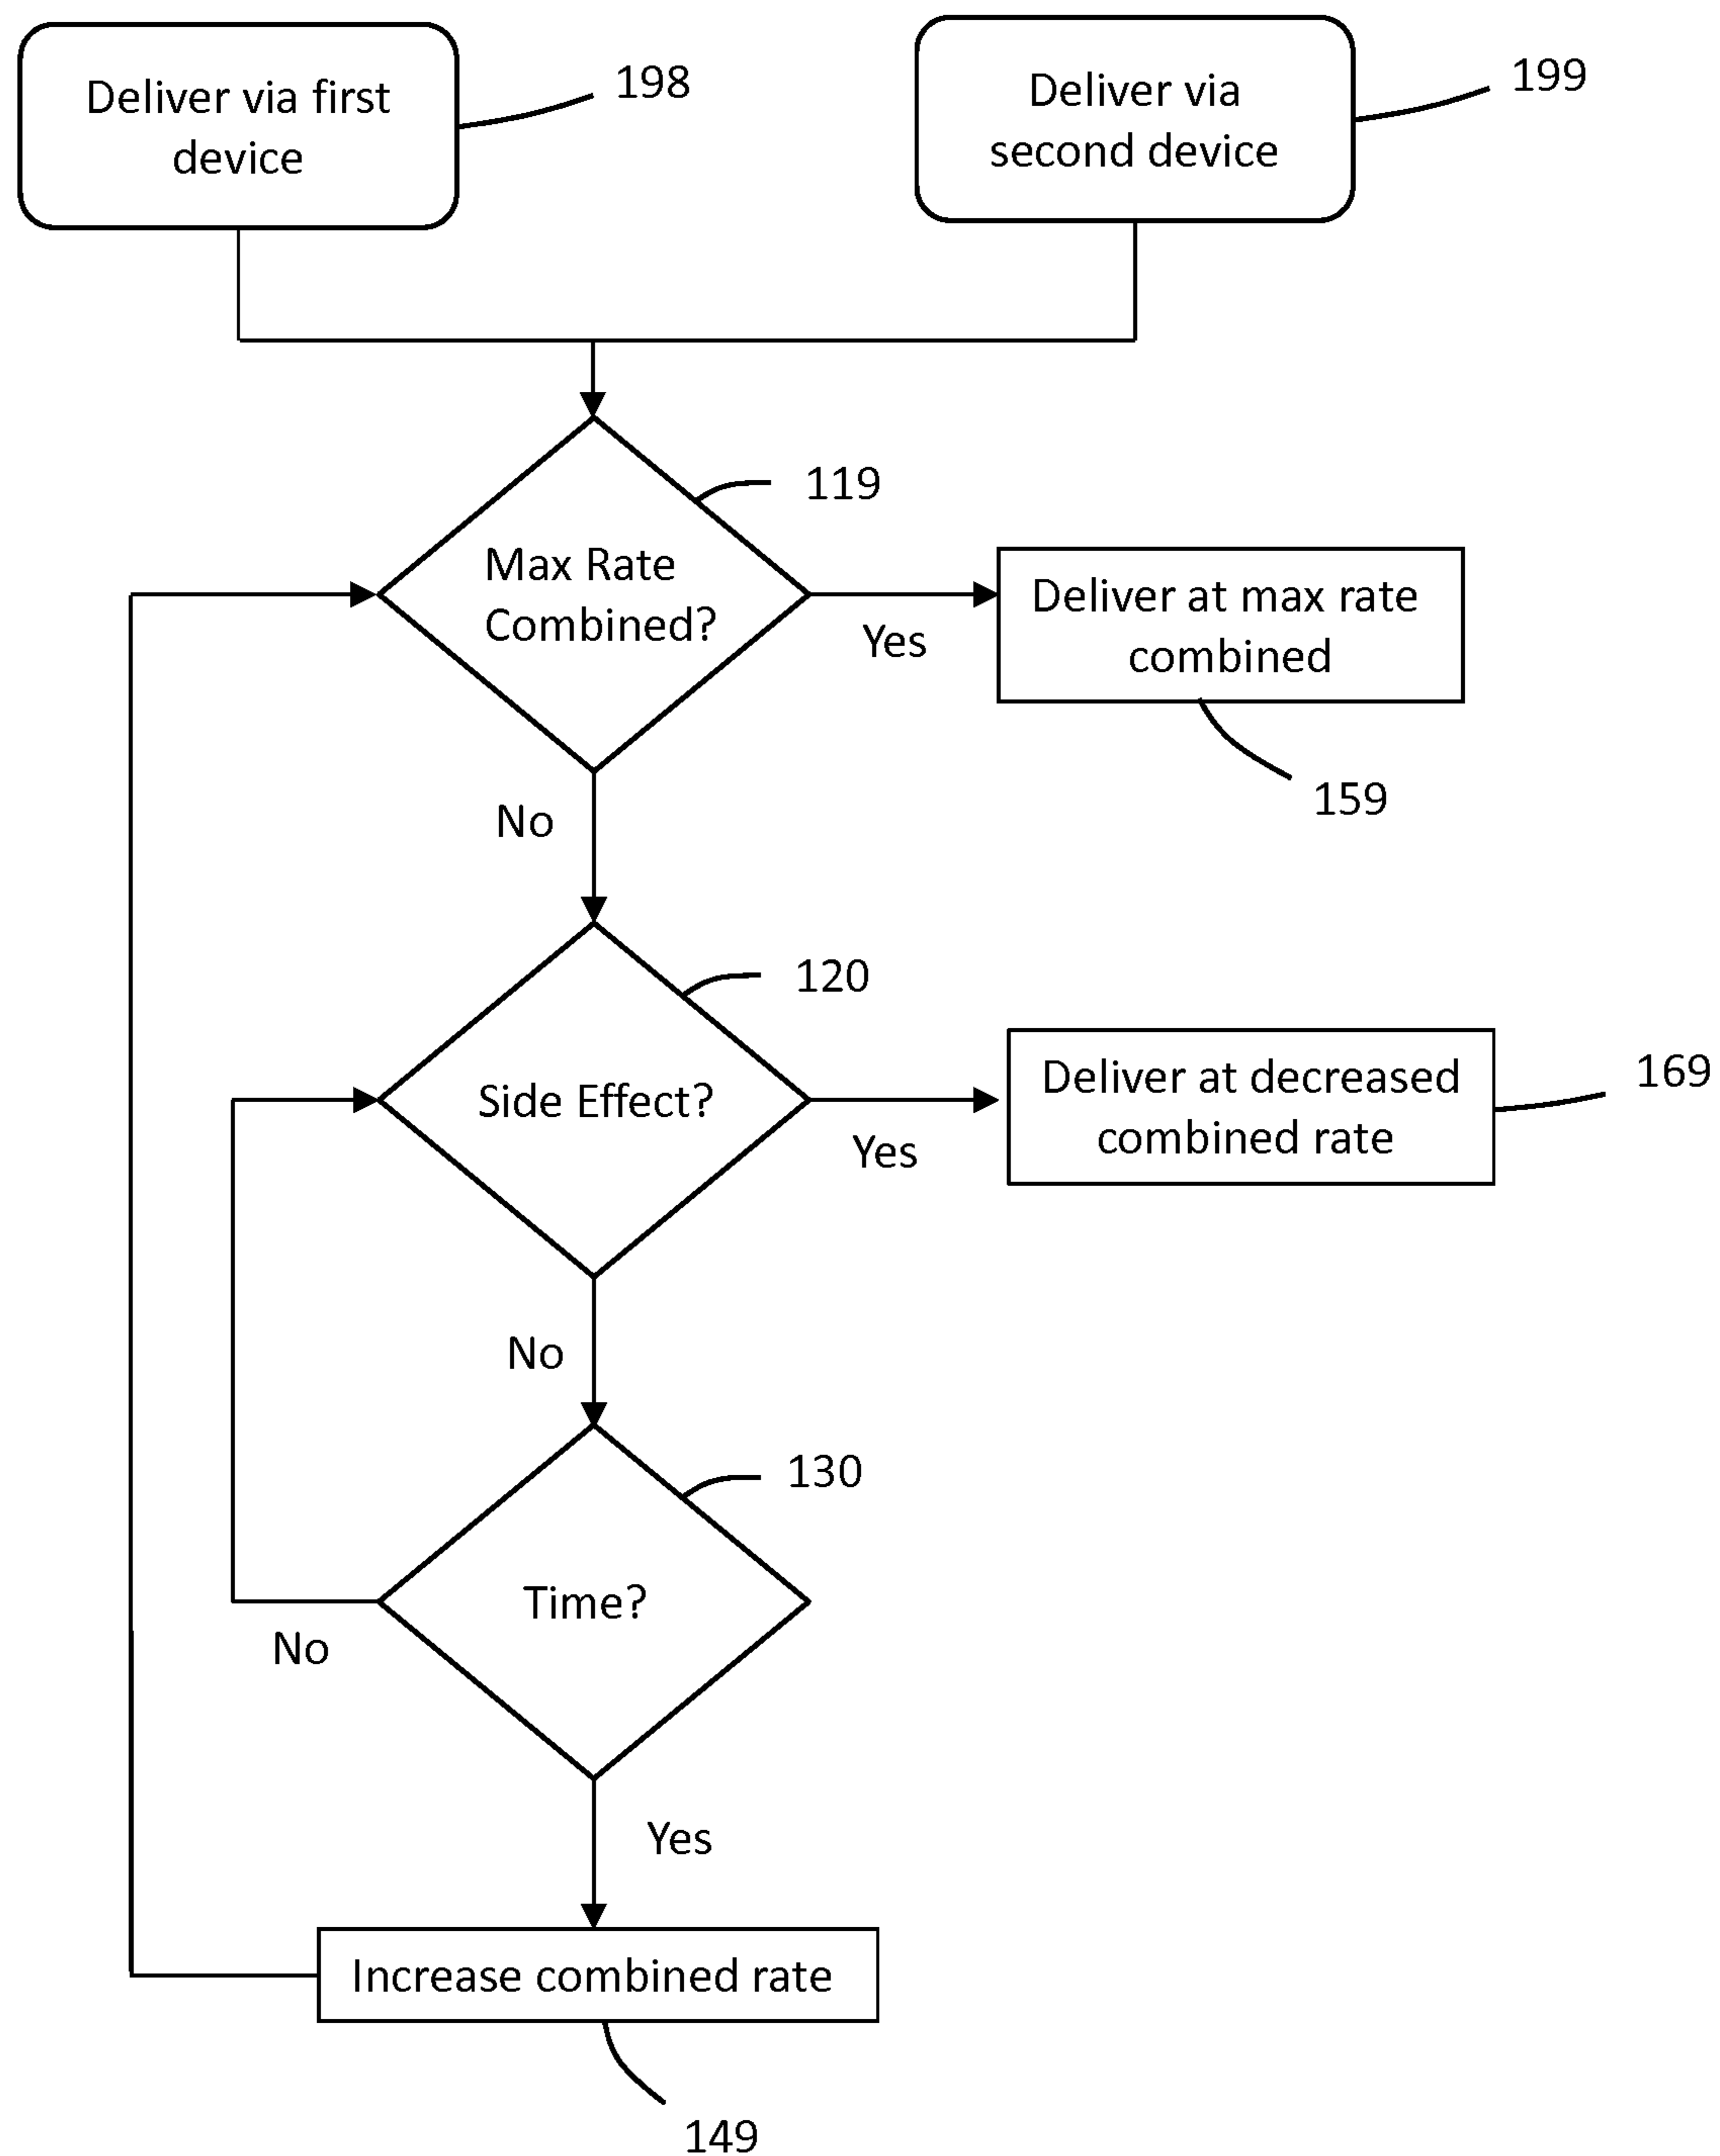 Deliver via first
device
198
Deliver via
second device
199
119
Max Rate
Combined?
Yes
Deliver at max rate
combined
159
No
120
Side Effect?
Yes
Deliver at decreased
combined rate
169
No
130
Time?
No
Yes
Increase combined rate
149